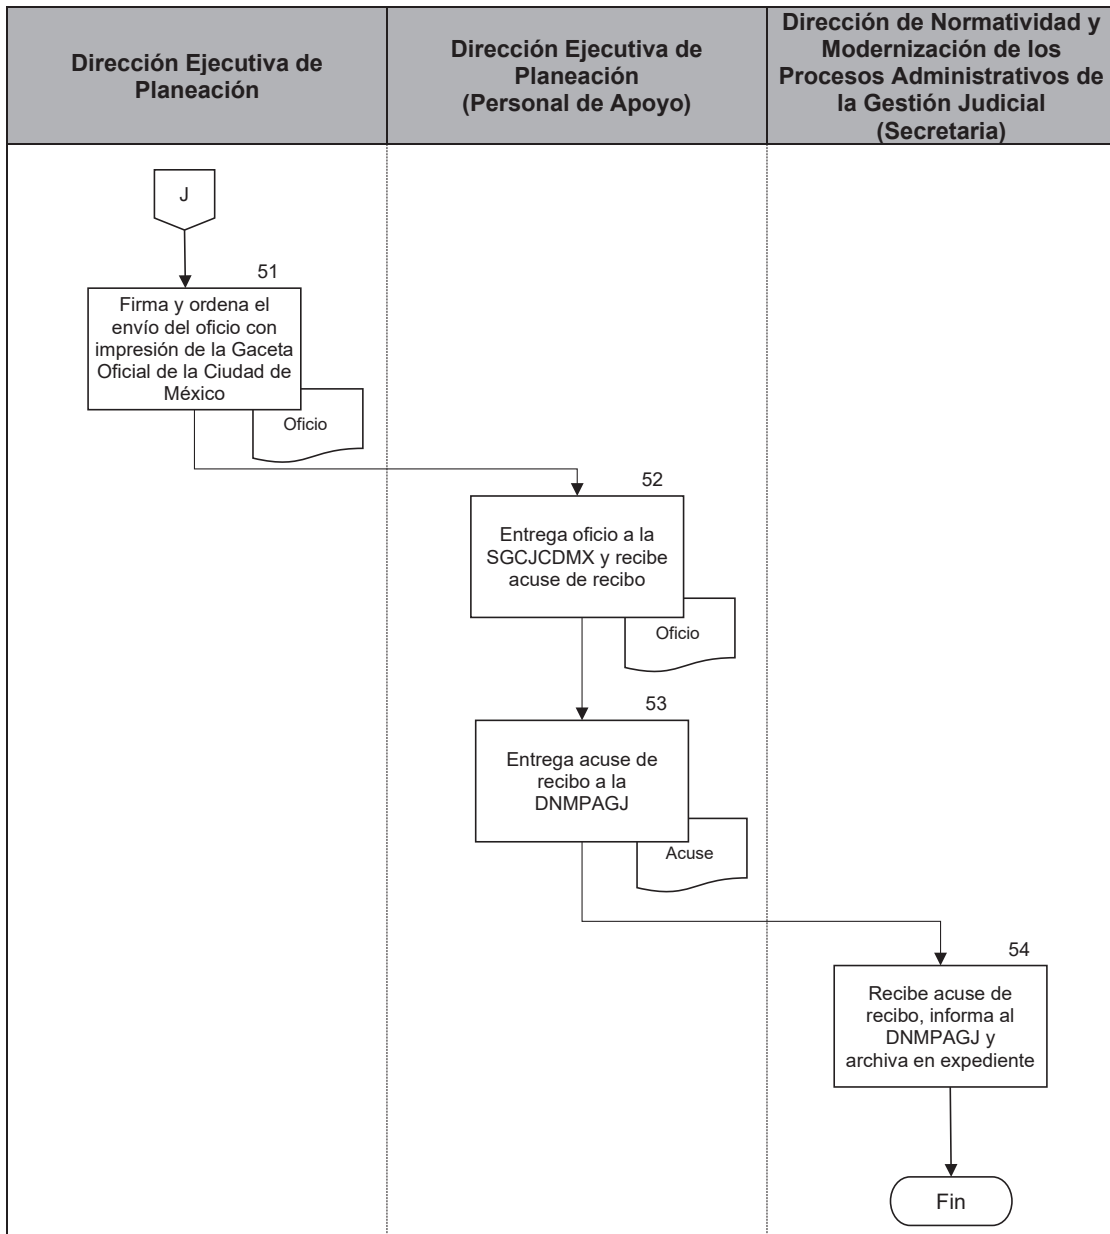 Dirección Ejecutiva de
Planeación
Dirección Ejecutiva de
Planeación
(Personal de Apoyo)
Dirección de Normatividad y
Modernización de los
Procesos Administrativos de
la Gestión Judicial
(Secretaria)
J
51
Firma y ordena el
envío del oficio con
impresión de la Gaceta
Oficial de la Ciudad de
México
Oficio
52
Entrega oficio a la
SGCJCDMX y recibe
acuse de recibo
Oficio
53
Entrega acuse de
recibo a la
DNMPAGJ
Acuse
54
Recibe acuse de
recibo, informa al
DNMPAGJ y
archiva en expediente
Fin